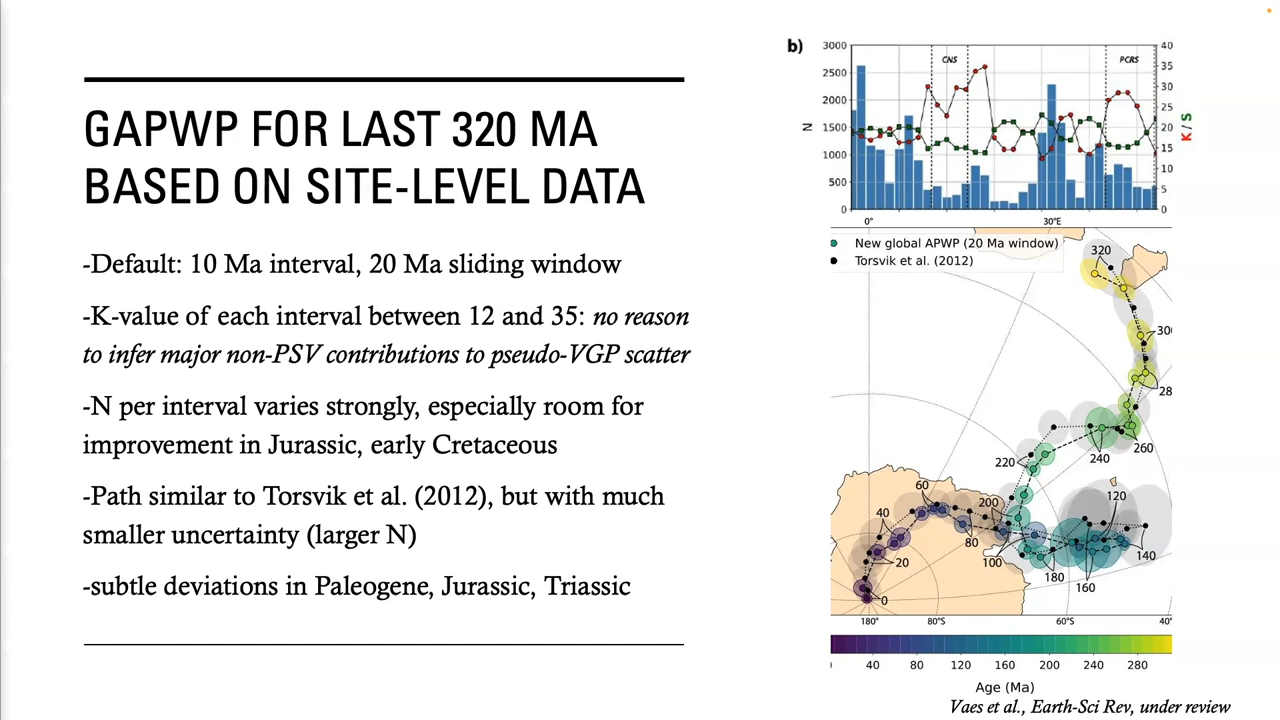 GAPWP FOR LAST 320 MA
BASED ON SITE-LEVEL DATA
-Default: 10 Ma interval, 20 Ma sliding window
-K-value of each interval between 12 and 35: no reason
to infer major non-PSV contributions to pseudo-VGP scatter
-N per interval varies strongly, especially room for
improvement in Jurassic, early Cretaceous
-Path similar to Torsvik et al. (2012), but with much
smaller uncertainty (larger N)
-subtle deviations in Paleogene, Jurassic, Triassic
b)
3000
2500
2000
1500
1000
500
0
N
CNS
PCRS
40
35
30
25
20
15
10
5
0
K / S
0°
30°E
New global APWP (20 Ma window)
Torsvik et al. (2012)
320
300
28
260
240
220
200
60
40
20
0
80
100
120
140
160
180
180°
80°S
60°S
40°
40
80
120
160
200
240
280
Age (Ma)
Vaes et al., Earth-Sci Rev, under review